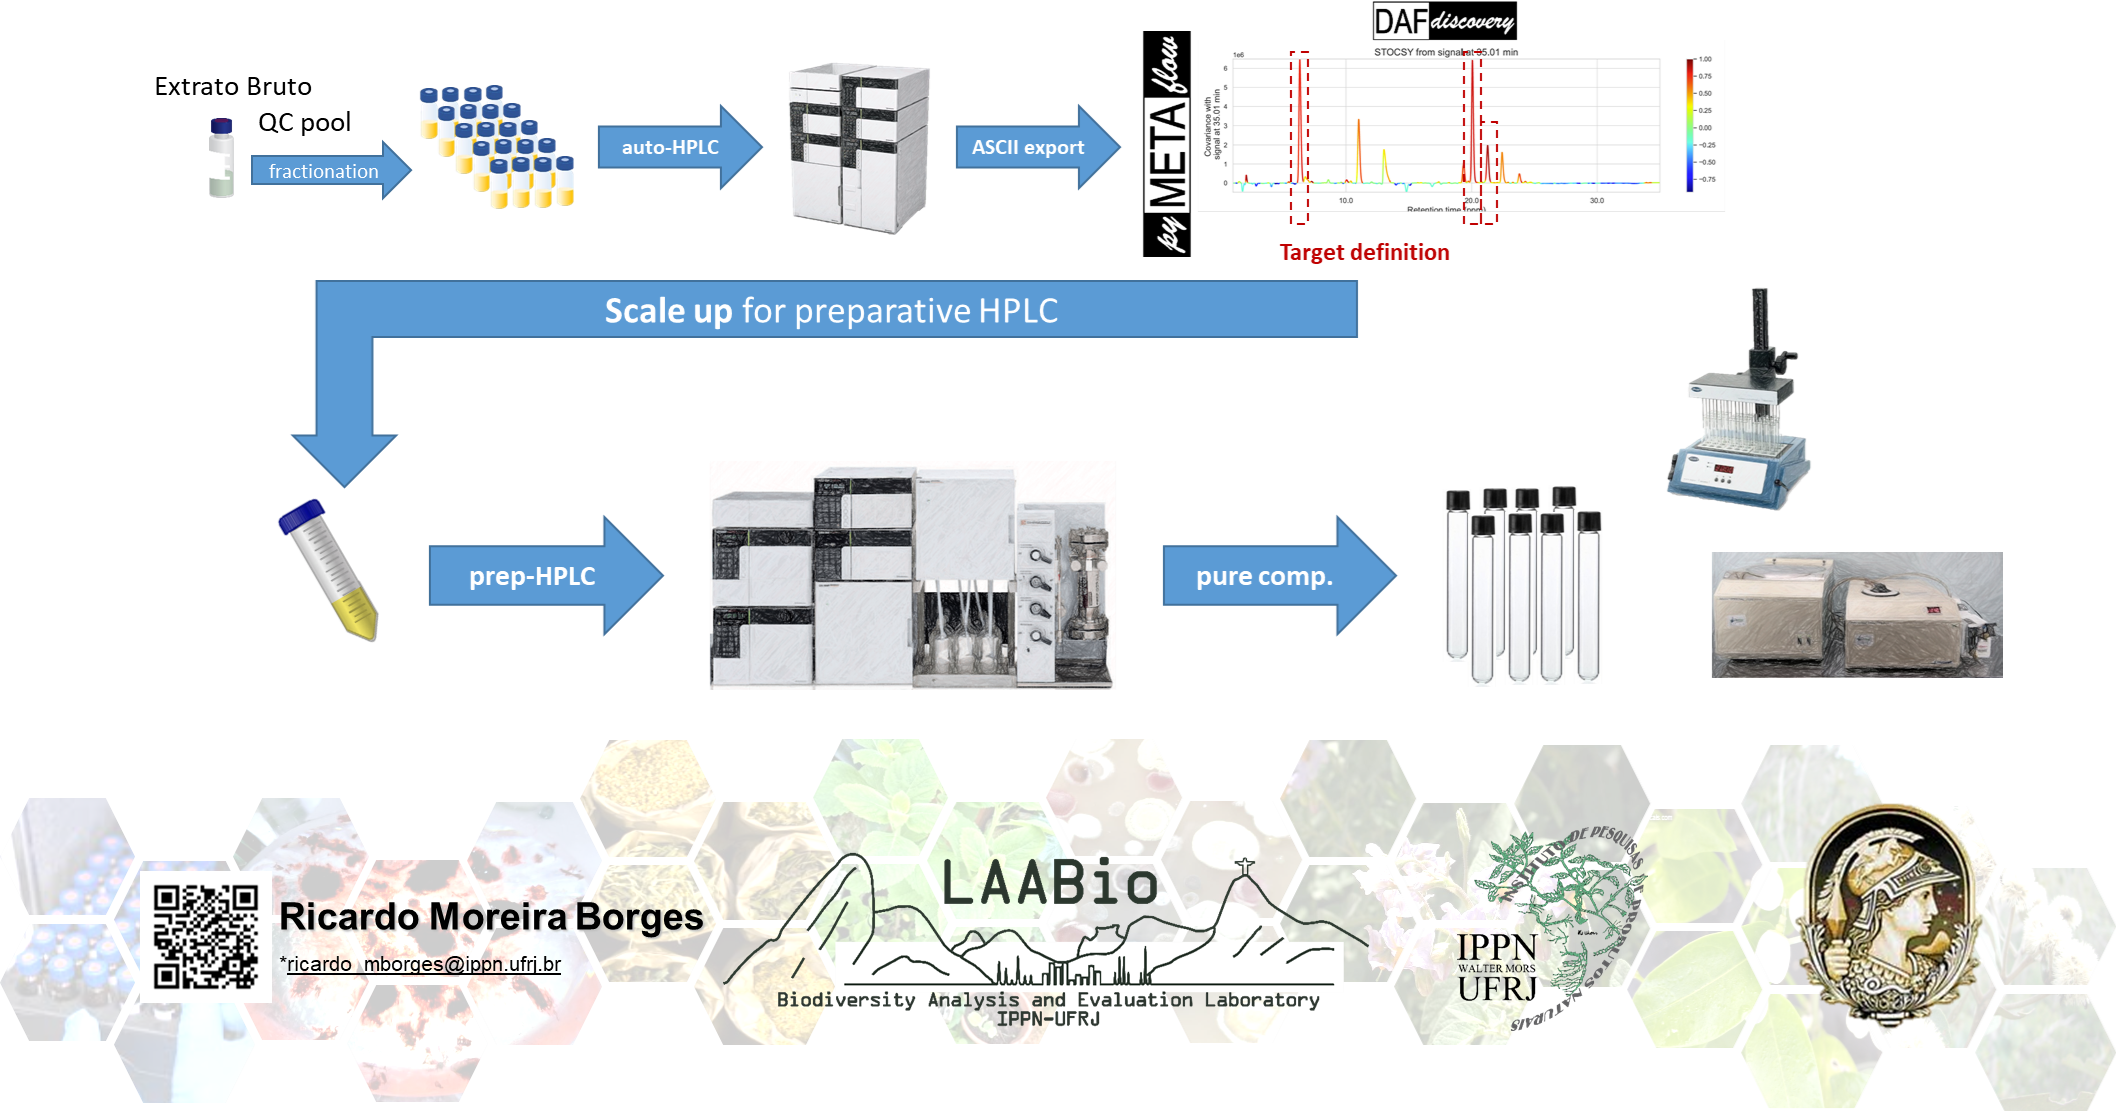 Extrato Bruto
QC pool
fractionation
auto-HPLC
ASCII export
py META flow
DAF discovery
STOCSY from signal at 35.01 min
1e6
6
5
4
3
2
1
0
Covariance with
signal at 35.01 min
10.0
20.0
30.0
Retention time (ppm)
1.00
0.75
0.50
0.25
0.00
−0.25
−0.50
−0.75
Target definition
Scale up for preparative HPLC
prep-HPLC
pure comp.
Ricardo Moreira Borges
*ricardo_mborges@ippn.ufrj.br
LAABio
Biodiversity Analysis and Evaluation Laboratory
IPPN-UFRJ
INSTITUTO DE PESQUISAS DE PRODUTOS NATURAIS
IPPN
WALTER MORS
UFRJ